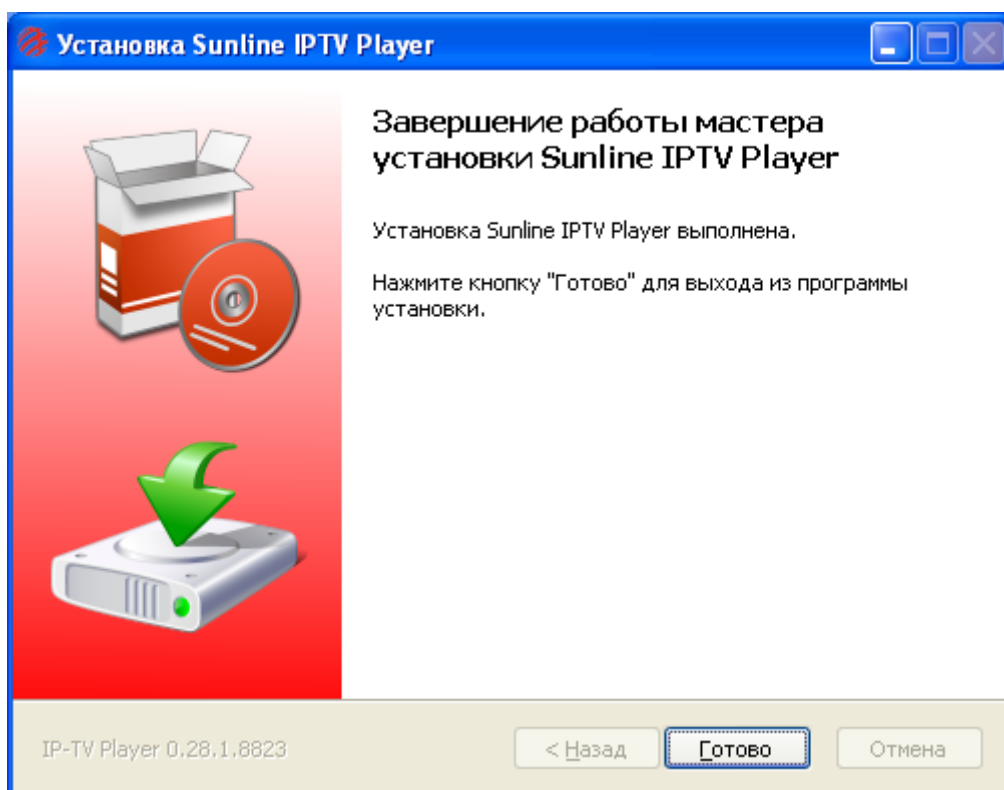 Установка Sunline IPTV Player
Завершение работы мастера
установки Sunline IPTV Player
Установка Sunline IPTV Player выполнена.
Нажмите кнопку "Готово" для выхода из программы
установки.
IP-TV Player 0.28.1.8823
< Назад
Готово
Отмена